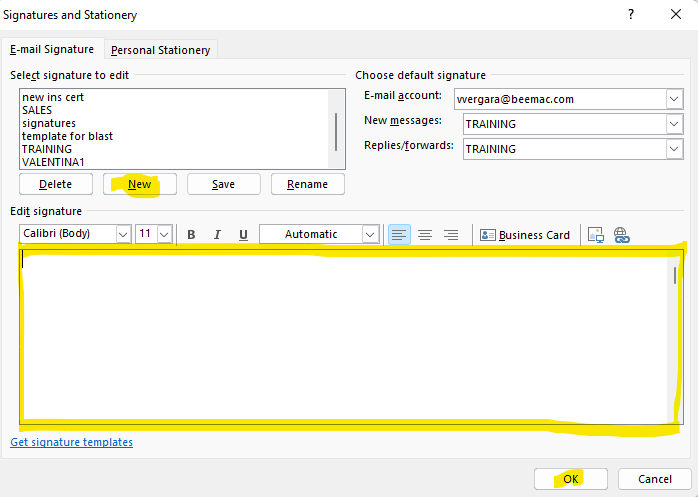 Signatures and Stationery ? ×
E-mail Signature Personal Stationery
Select signature to edit Choose default signature
new ins cert
SALES
signatures
template for blast
TRAINING
VALENTINA1
E-mail account: vvergara@beemac.com
New messages: TRAINING
Replies/forwards: TRAINING
Delete New Save Rename
Edit signature
Calibri (Body) 11 B I U Automatic Business Card
Get signature templates
OK Cancel